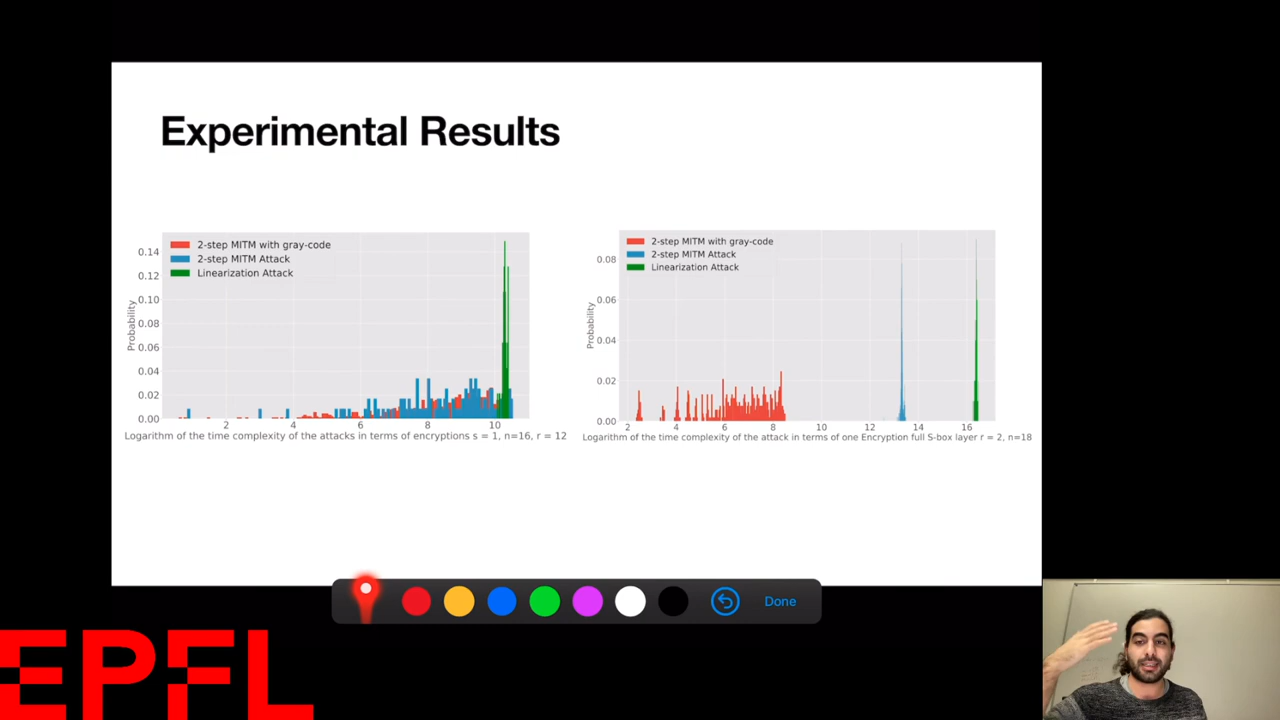 Experimental Results
2-step MITM with gray-code
2-step MITM Attack
Linearization Attack
Probability
0.14
0.12
0.10
0.08
0.06
0.04
0.02
0.00
2
4
6
8
10
Logarithm of the time complexity of the attacks in terms of encryptions s = 1, n=16, r = 12
2-step MITM with gray-code
2-step MITM Attack
Linearization Attack
Probability
0.08
0.06
0.04
0.02
0.00
2
4
6
8
10
12
14
16
Logarithm of the time complexity of the attack in terms of one Encryption full S-box layer r = 2, n=18
Done
EPFL